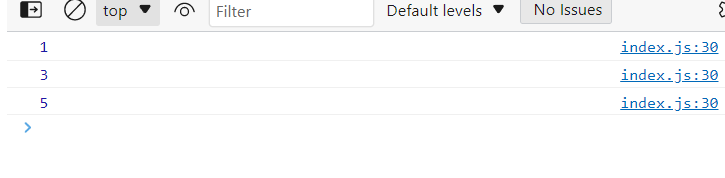 top Filter Default levels No Issues
1 index.js:30
3 index.js:30
5 index.js:30